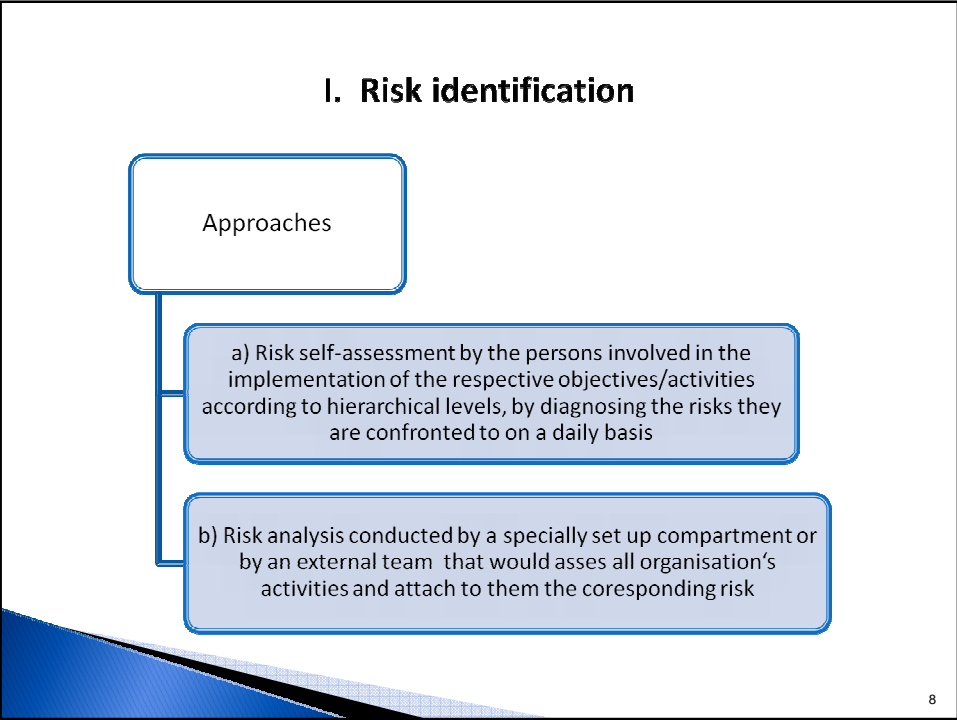 I. Risk identification
Approaches
a) Risk self-assessment by the persons involved in the
implementation of the respective objectives/activities
according to hierarchical levels, by diagnosing the risks they
are confronted to on a daily basis
b) Risk analysis conducted by a specially set up compartment or
by an external team  that would asses all organisation‘s
activities and attach to them the coresponding risk
8